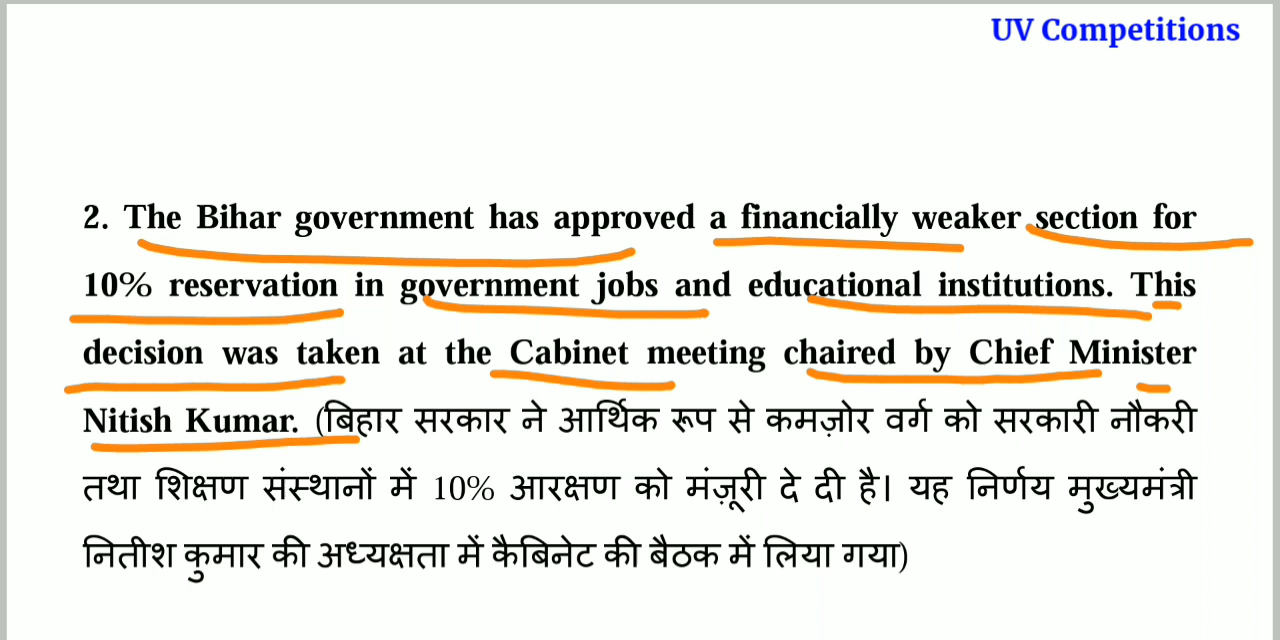 UV Competitions
2. The Bihar government has approved a financially weaker section for
10% reservation in government jobs and educational institutions. This
decision was taken at the Cabinet meeting chaired by Chief Minister
Nitish Kumar. (बिहार सरकार ने आर्थिक रूप से कमज़ोर वर्ग को सरकारी नौकरी
तथा शिक्षण संस्थानों में 10% आरक्षण को मंज़ूरी दे दी है। यह निर्णय मुख्यमंत्री
नितीश कुमार की अध्यक्षता में कैबिनेट की बैठक में लिया गया)